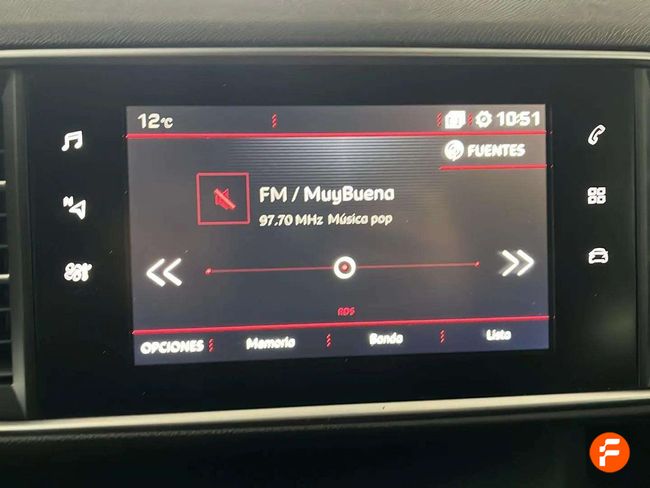 12°C
10:51
FUENTES
FM / MuyBuena
97.70 MHz Música pop
RDS
OPCIONES Memoria Banda Lista
N